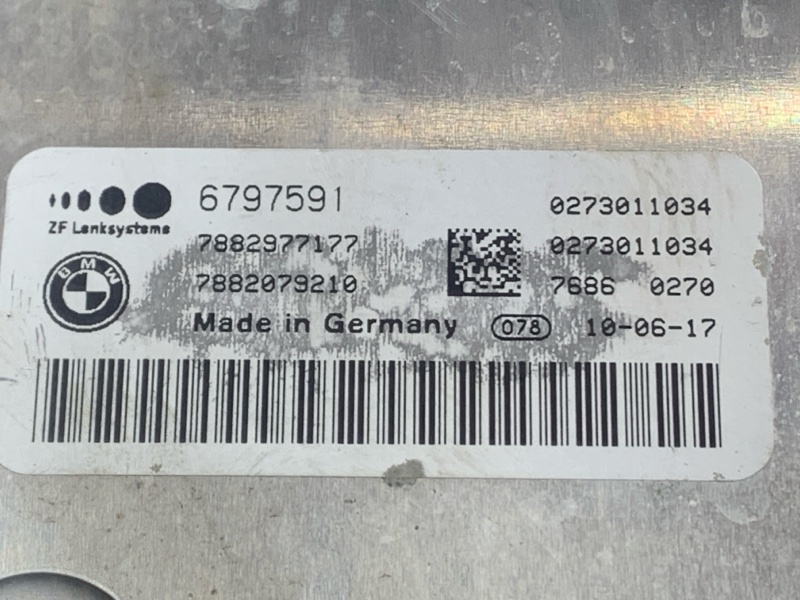 6797591 0273011034
ZF Lenksysteme
7882977177 0273011034
BMW
7882079210 7686 0270
Made in Germany 078 10-06-17